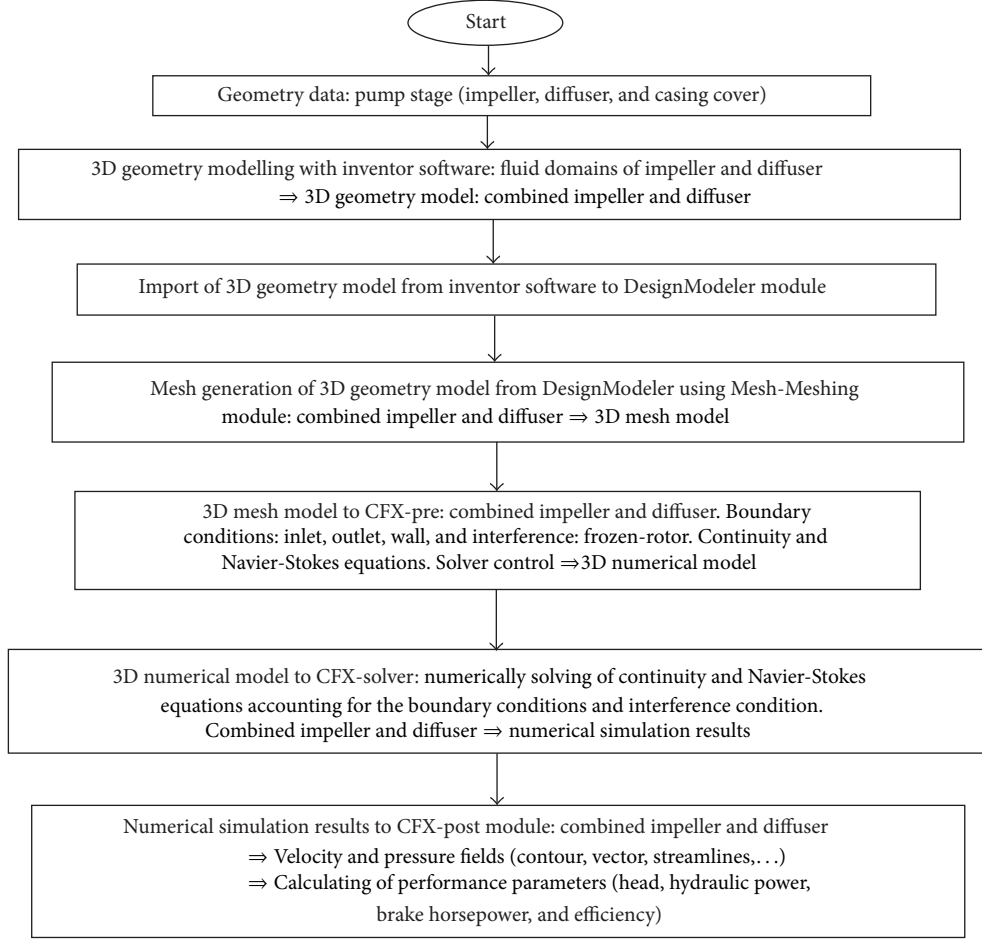 Start
Geometry data: pump stage (impeller, diffuser, and casing cover)
3D geometry modelling with inventor software: fluid domains of impeller and diffuser
⇒ 3D geometry model: combined impeller and diffuser
Import of 3D geometry model from inventor software to DesignModeler module
Mesh generation of 3D geometry model from DesignModeler using Mesh-Meshing
module: combined impeller and diffuser ⇒ 3D mesh model
3D mesh model to CFX-pre: combined impeller and diffuser. Boundary
conditions: inlet, outlet, wall, and interference: frozen-rotor. Continuity and
Navier-Stokes equations. Solver control ⇒3D numerical model
3D numerical model to CFX-solver: numerically solving of continuity and Navier-Stokes
equations accounting for the boundary conditions and interference condition.
Combined impeller and diffuser ⇒ numerical simulation results
Numerical simulation results to CFX-post module: combined impeller and diffuser
⇒ Velocity and pressure fields (contour, vector, streamlines,...)
⇒ Calculating of performance parameters (head, hydraulic power,
brake horsepower, and efficiency)